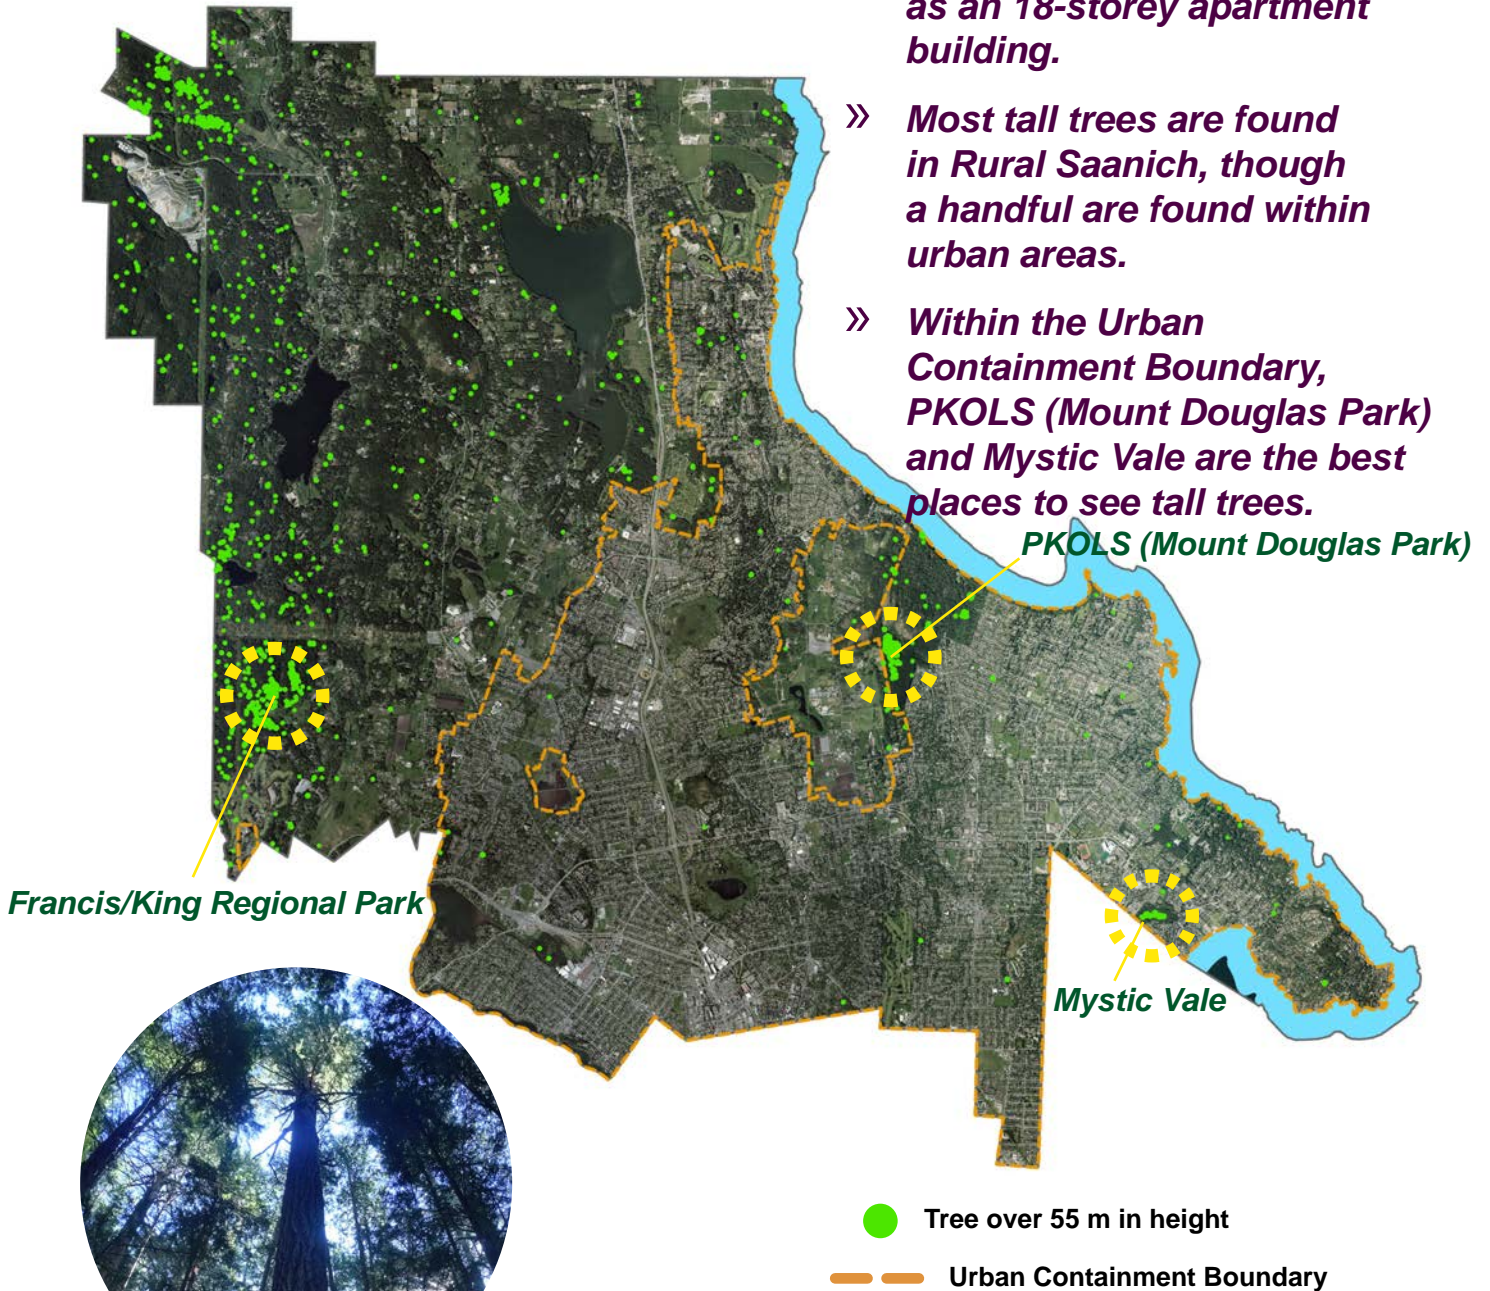 as an 18-storey apartment
building.
» Most tall trees are found
in Rural Saanich, though
a handful are found within
urban areas.
» Within the Urban
Containment Boundary,
PKOLS (Mount Douglas Park)
and Mystic Vale are the best
places to see tall trees.
PKOLS (Mount Douglas Park)
Francis/King Regional Park
Mystic Vale
Tree over 55 m in height
Urban Containment Boundary